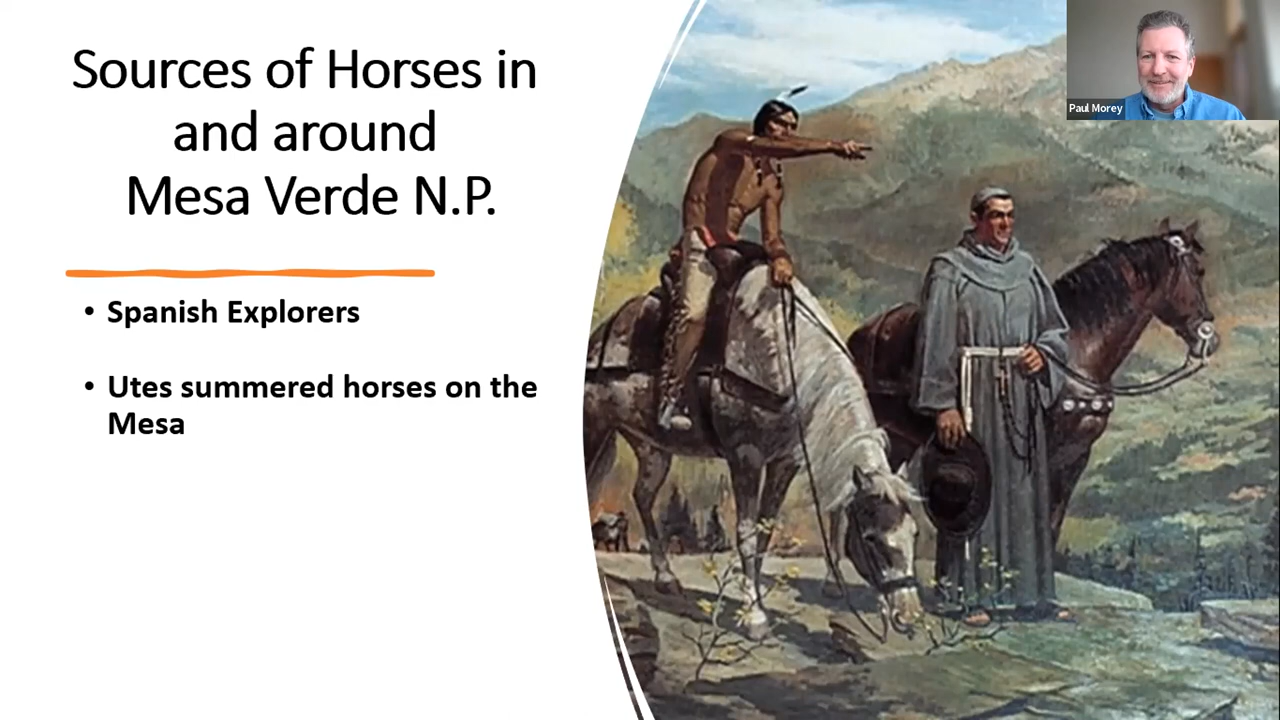 Sources of Horses in
and around
Mesa Verde N.P.
• Spanish Explorers
• Utes summered horses on the
Mesa
Paul Morey